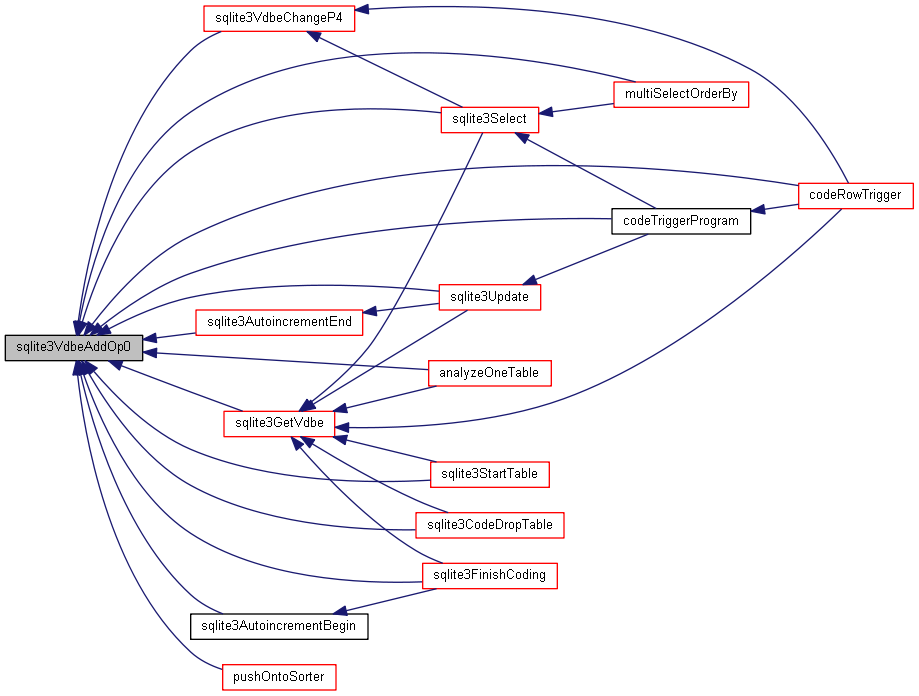 sqlite3VdbeChangeP4
multiSelectOrderBy
sqlite3Select
codeRowTrigger
codeTriggerProgram
sqlite3Update
sqlite3AutoincrementEnd
sqlite3VdbeAddOp0
analyzeOneTable
sqlite3GetVdbe
sqlite3StartTable
sqlite3CodeDropTable
sqlite3FinishCoding
sqlite3AutoincrementBegin
pushOntoSorter